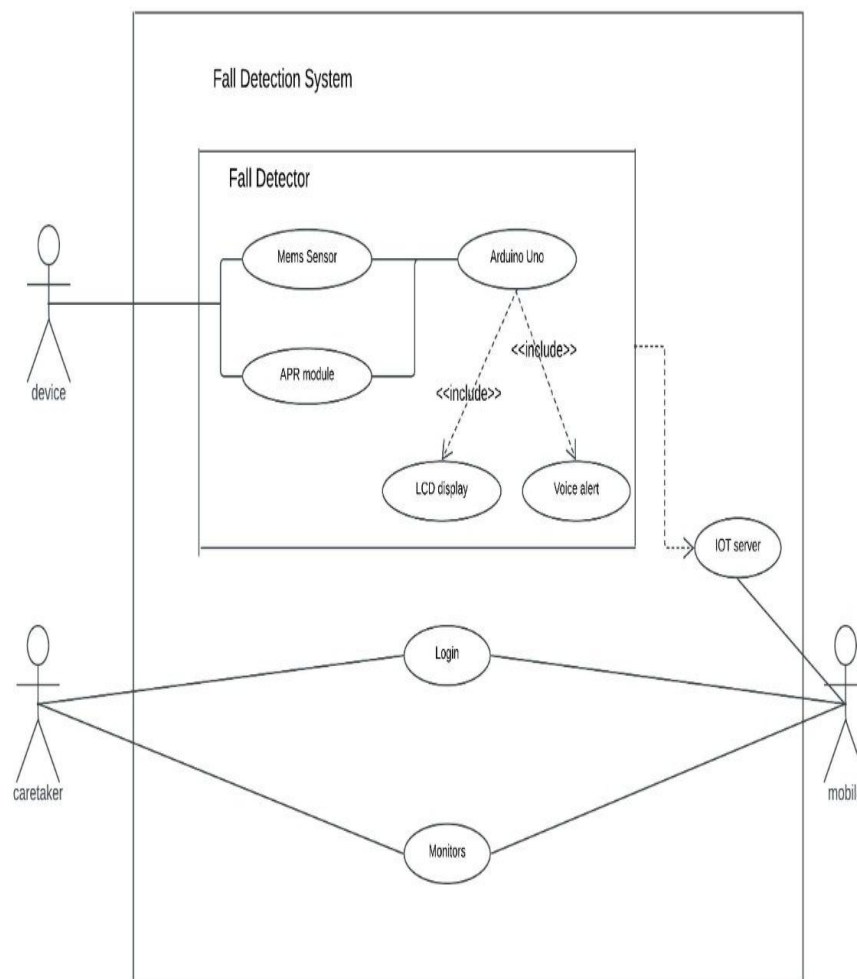 Fall Detection System
Fall Detector
Mems Sensor
Arduino Uno
<<include>>
APR module
device
<<include>>
LCD display
Voice alert
IOT server
Login
caretaker
mobil
Monitors